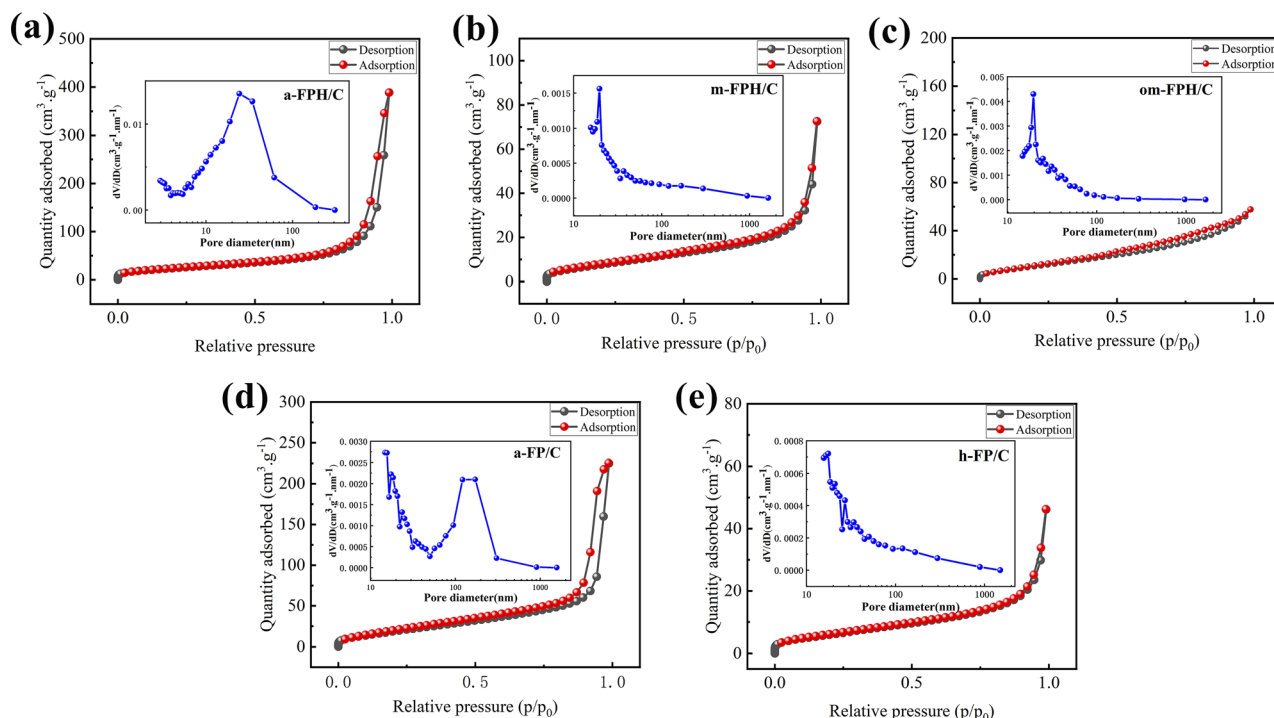 (a)
500
400
300
200
100
0
Quantity adsorbed (cm³.g⁻¹)
Desorption
Adsorption
a-FPH/C
0.01
0.00
dV/dD(cm³.g⁻¹.nm⁻¹)
10
100
Pore diameter(nm)
0.0
0.5
1.0
Relative pressure
(b)
100
80
60
40
20
0
Quantity adsorbed (cm³.g⁻¹)
Desorption
Adsorption
m-FPH/C
0.0015
0.0010
0.0005
0.0000
dV/dD(cm³.g⁻¹.nm⁻¹)
10
100
1000
Pore diameter(nm)
0.0
0.5
1.0
Relative pressure (p/p₀)
(c)
200
160
120
80
40
0
Quantity adsorbed (cm³.g⁻¹)
Desorption
Adsorption
om-FPH/C
0.005
0.004
0.003
0.002
0.001
0.000
dV/dD(cm³.g⁻¹.nm⁻¹)
10
100
1000
Pore diameter(nm)
0.0
0.5
1.0
Relative pressure (p/p₀)
(d)
300
250
200
150
100
50
0
Quantity adsorbed (cm³.g⁻¹)
Desorption
Adsorption
a-FP/C
0.0030
0.0025
0.0020
0.0015
0.0010
0.0005
0.0000
dV/dD(cm³.g⁻¹.nm⁻¹)
10
100
1000
Pore diameter(nm)
0.0
0.5
1.0
Relative pressure (p/p₀)
(e)
80
60
40
20
0
Quantity adsorbed (cm³.g⁻¹)
Desorption
Adsorption
h-FP/C
0.0008
0.0006
0.0004
0.0002
0.0000
dV/dD(cm³.g⁻¹.nm⁻¹)
10
100
1000
Pore diameter(nm)
0.0
0.5
1.0
Relative pressure (p/p₀)